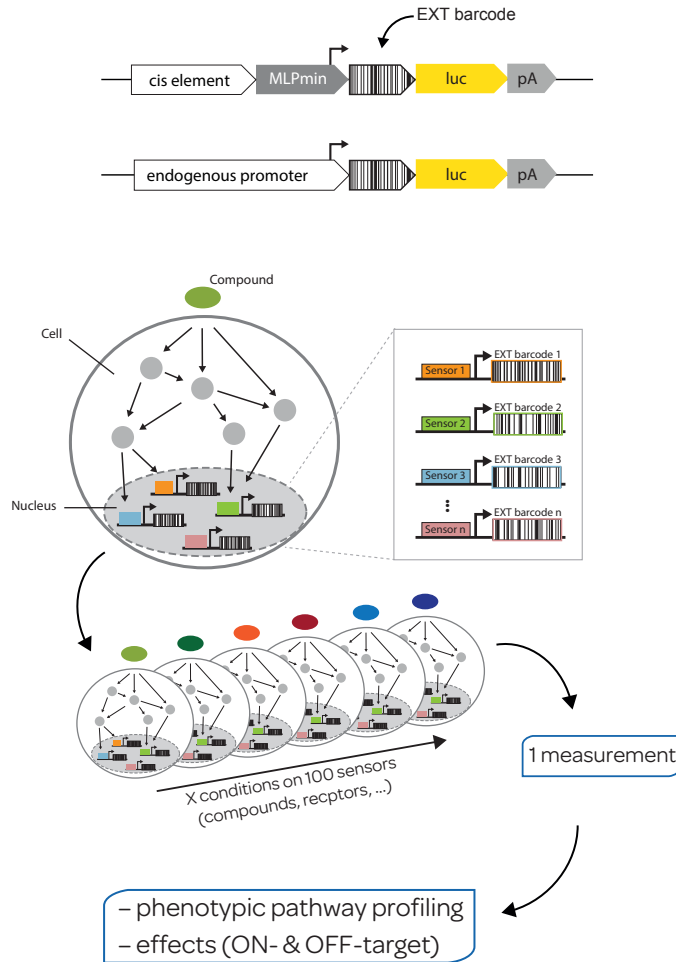 EXT barcode
cis element MLPmin luc pA
endogenous promoter luc pA
Compound
Cell
Nucleus
EXT barcode 1
Sensor 1
EXT barcode 2
Sensor 2
EXT barcode 3
Sensor 3
EXT barcode n
Sensor n
X conditions on 100 sensors
(compounds, recptors, ...)
1 measurement
– phenotypic pathway profiling
– effects (ON- & OFF-target)